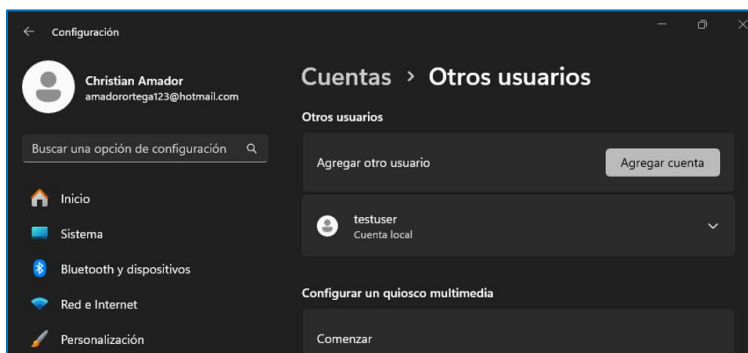 Configuración
Christian Amador
amadorortega123@hotmail.com
Buscar una opción de configuración
Inicio
Sistema
Bluetooth y dispositivos
Red e Internet
Personalización
Cuentas > Otros usuarios
Otros usuarios
Agregar otro usuario
Agregar cuenta
testuser
Cuenta local
Configurar un quiosco multimedia
Comenzar